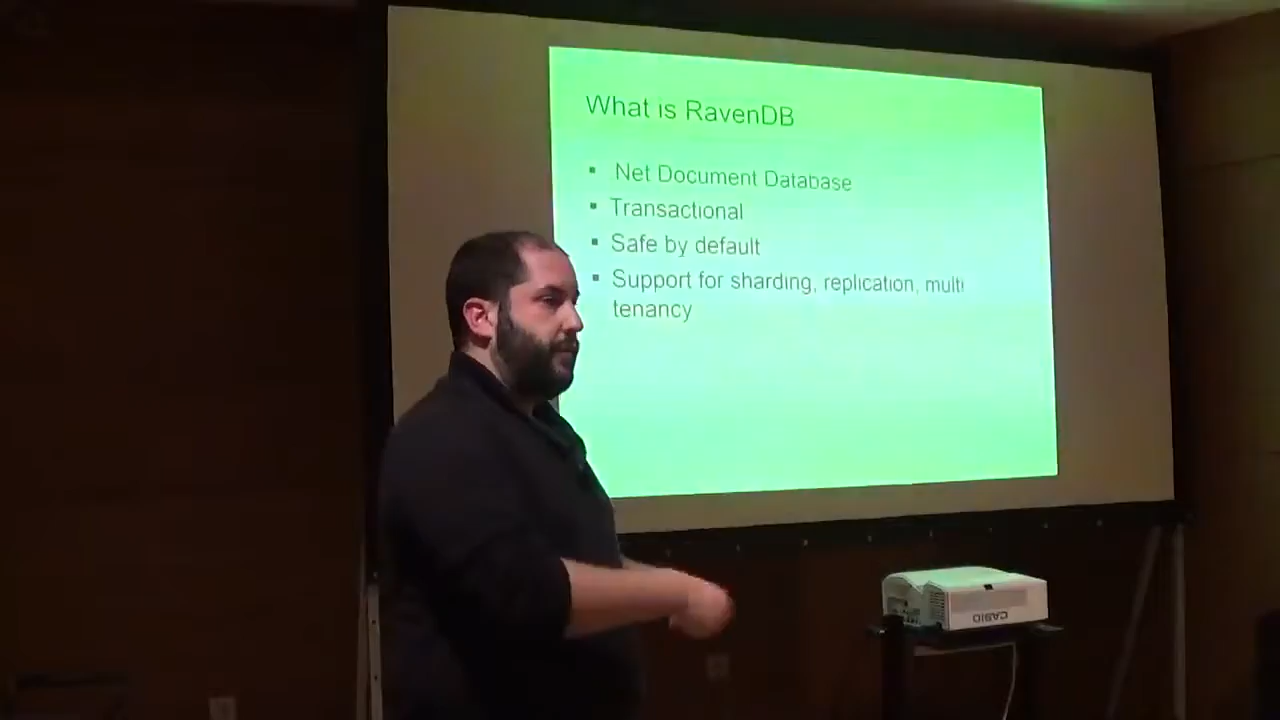 What is RavenDB
▪ Net Document Database
▪ Transactional
▪ Safe by default
▪ Support for sharding, replication, multi
tenancy
CASIO